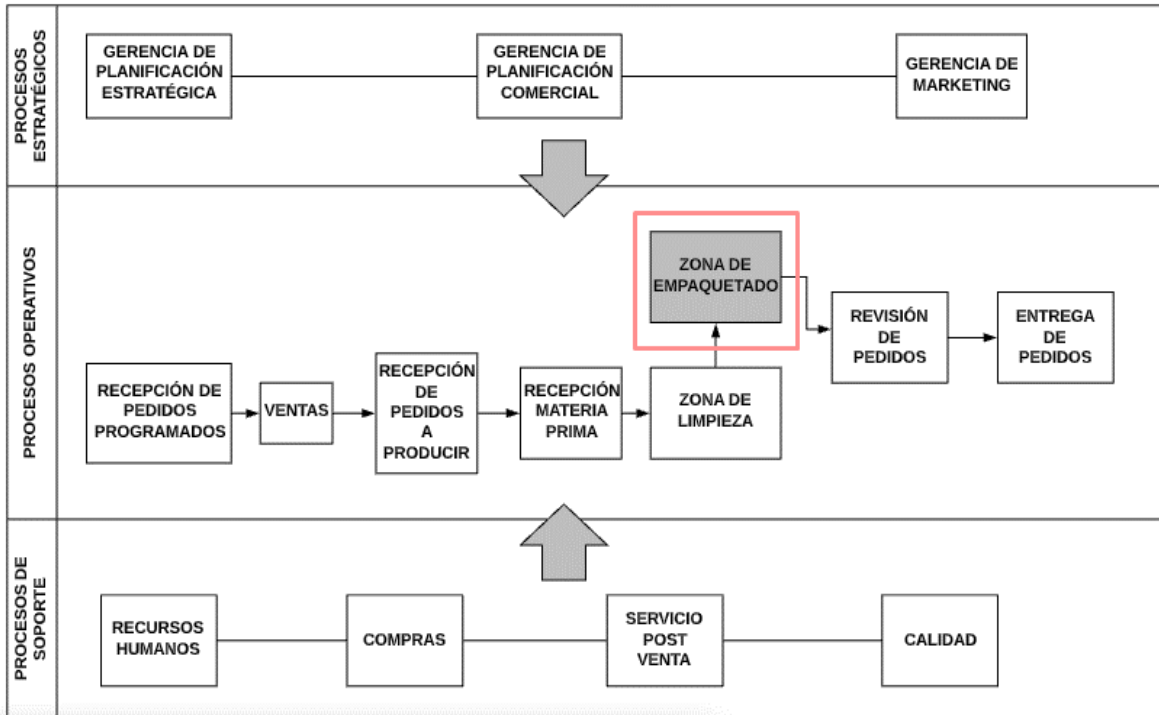 PROCESOS
ESTRATÉGICOS
GERENCIA DE
PLANIFICACIÓN
ESTRATÉGICA
GERENCIA DE
PLANIFICACIÓN
COMERCIAL
GERENCIA DE
MARKETING
PROCESOS OPERATIVOS
RECEPCIÓN DE
PEDIDOS
PROGRAMADOS
VENTAS
RECEPCIÓN
DE
PEDIDOS
A
PRODUCIR
RECEPCIÓN
MATERIA
PRIMA
ZONA DE
LIMPIEZA
ZONA DE
EMPAQUETADO
REVISIÓN
DE
PEDIDOS
ENTREGA
DE
PEDIDOS
PROCESOS DE
SOPORTE
RECURSOS
HUMANOS
COMPRAS
SERVICIO
POST
VENTA
CALIDAD